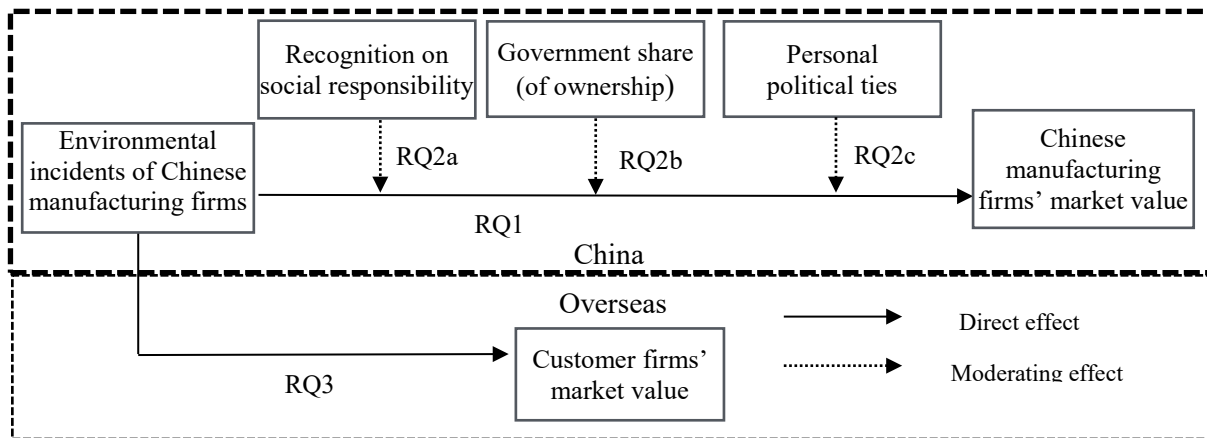 Recognition on
social responsibility
Government share
(of ownership)
Personal
political ties
Environmental
incidents of Chinese
manufacturing firms
RQ2a
RQ2b
RQ2c
Chinese
manufacturing
firms’ market value
RQ1
China
Overseas
Direct effect
Customer firms’
market value
RQ3
Moderating effect